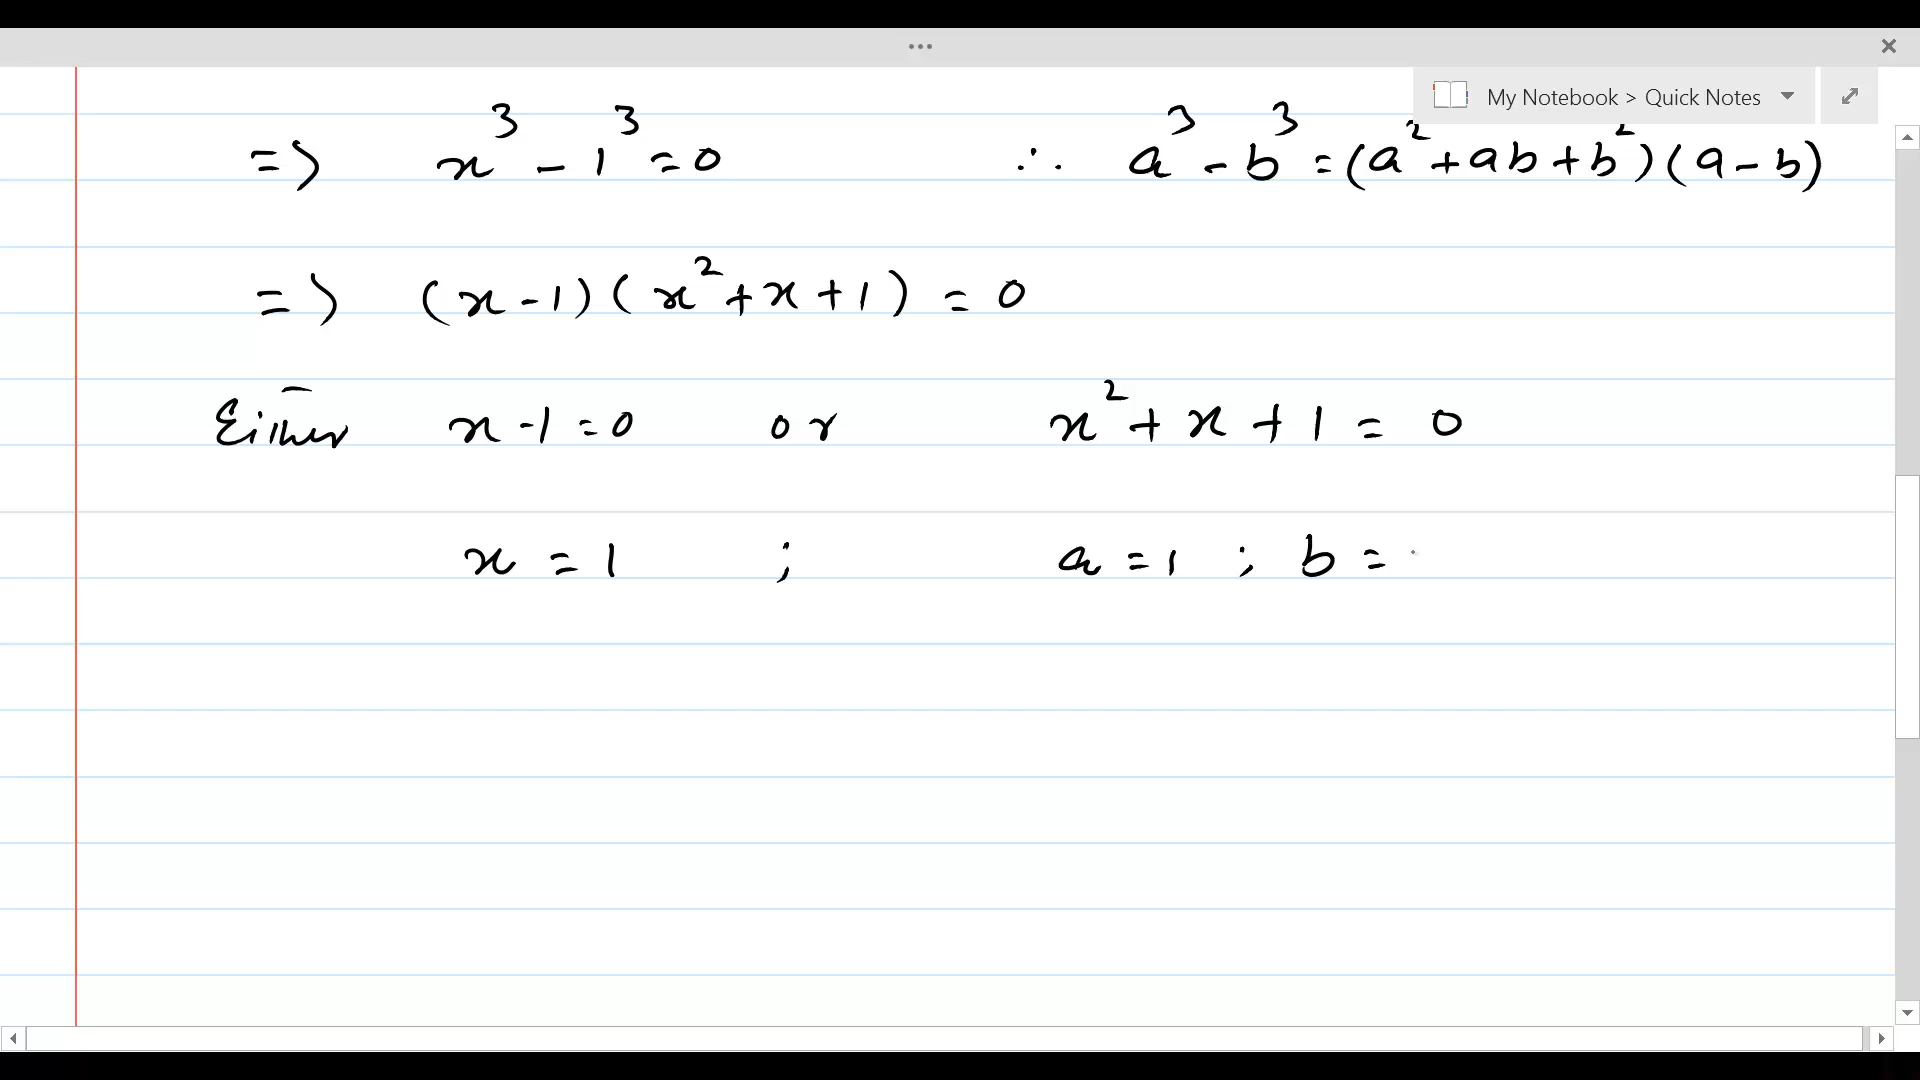 ...
My Notebook > Quick Notes
=> x³ - 1³ = 0 ∴ a³ - b³ = (a² + ab + b²)(a - b)
=> (x - 1)(x² + x + 1) = 0
Either x - 1 = 0 or x² + x + 1 = 0
x = 1 ; a = 1 ; b =